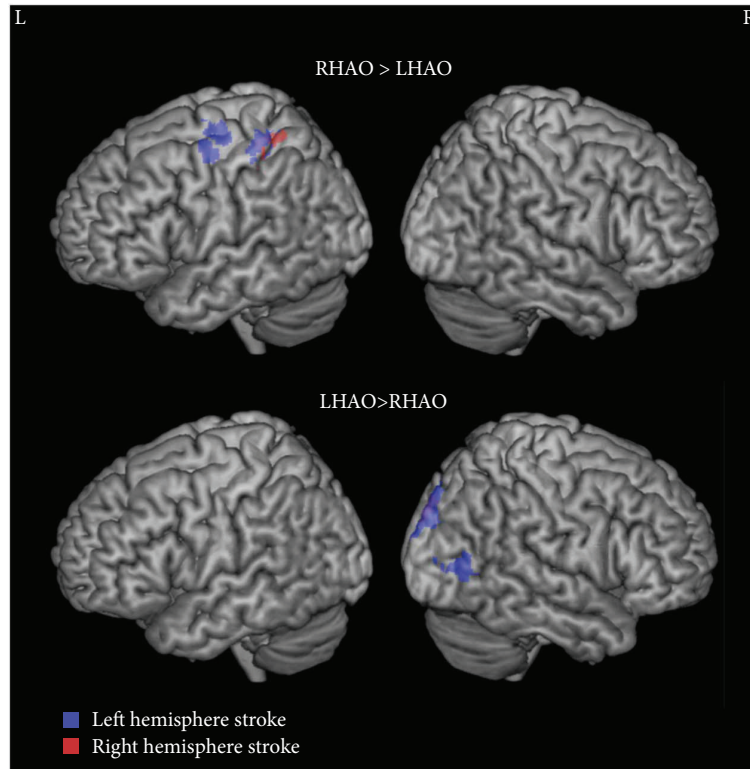 L
R
RHAO > LHAO
LHAO>RHAO
Left hemisphere stroke
Right hemisphere stroke